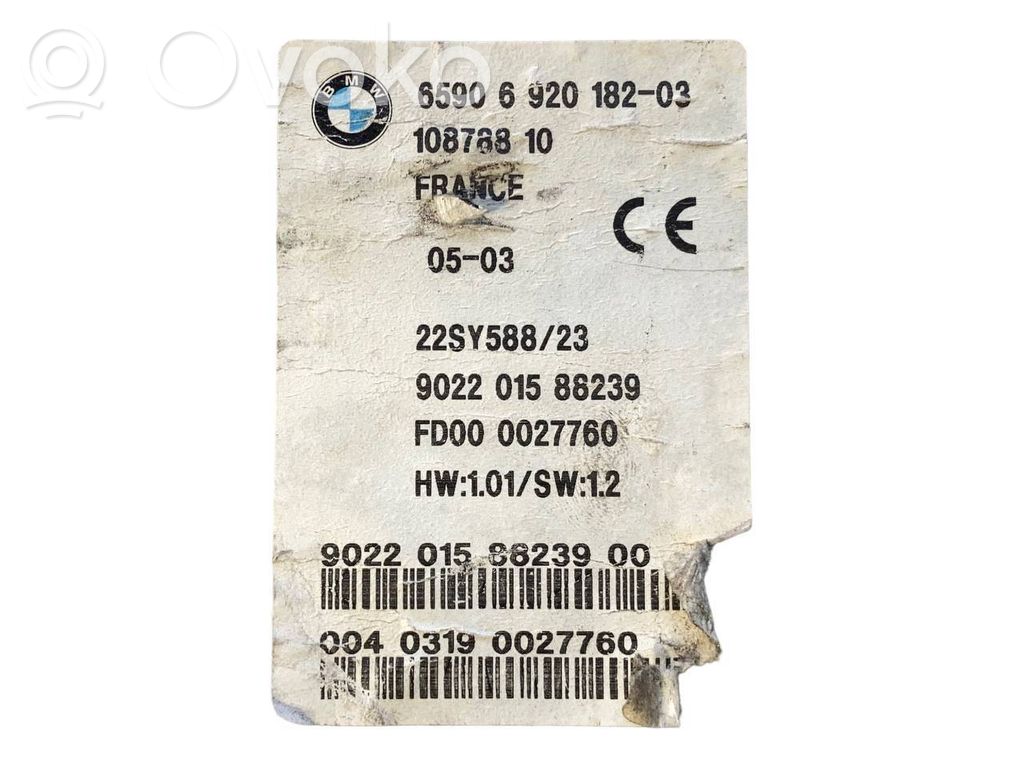 Ovoko
BMW
6590 6 920 182-03
108788 10
FRANCE
CE
05-03
22SY588/23
9022 015 88239
FD00 0027760
HW:1.01/SW:1.2
9022 015 88239 00
004 0319 0027760